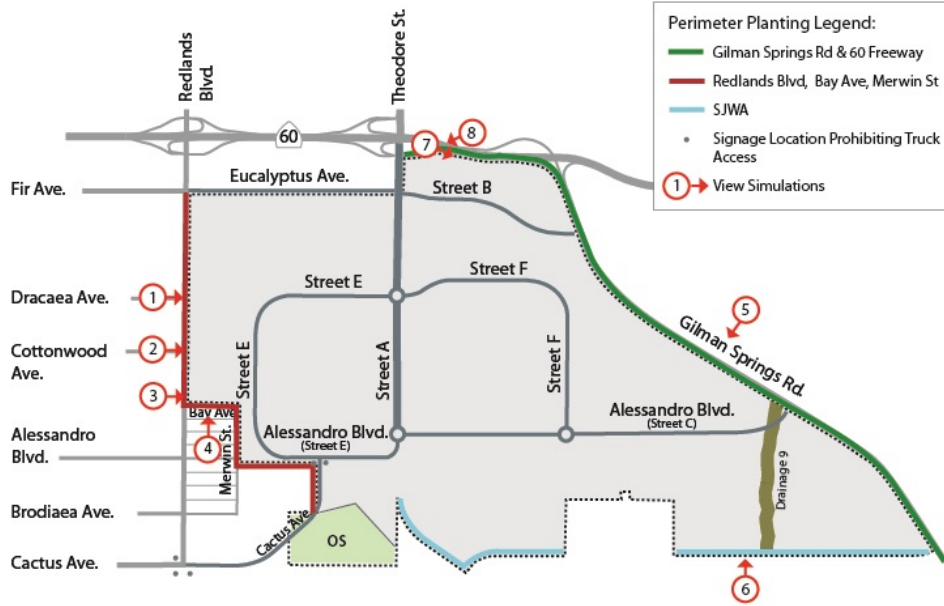 Redlands
Blvd.
Theodore St.
Perimeter Planting Legend:
Gilman Springs Rd & 60 Freeway
Redlands Blvd, Bay Ave, Merwin St
SJWA
Signage Location Prohibiting Truck
Access
1 View Simulations
60
7
8
Fir Ave.
Eucalyptus Ave.
Street B
Dracaea Ave.
1
Street E
Street F
5
Gilman Springs Rd.
Cottonwood
Ave.
2
Street E
Street A
Street F
3
Bay Ave
4
Merwin St.
Alessandro
Blvd.
Alessandro Blvd.
(Street E)
Alessandro Blvd.
(Street C)
Drainage 9
Brodiaea Ave.
Cactus Ave
OS
Cactus Ave.
6